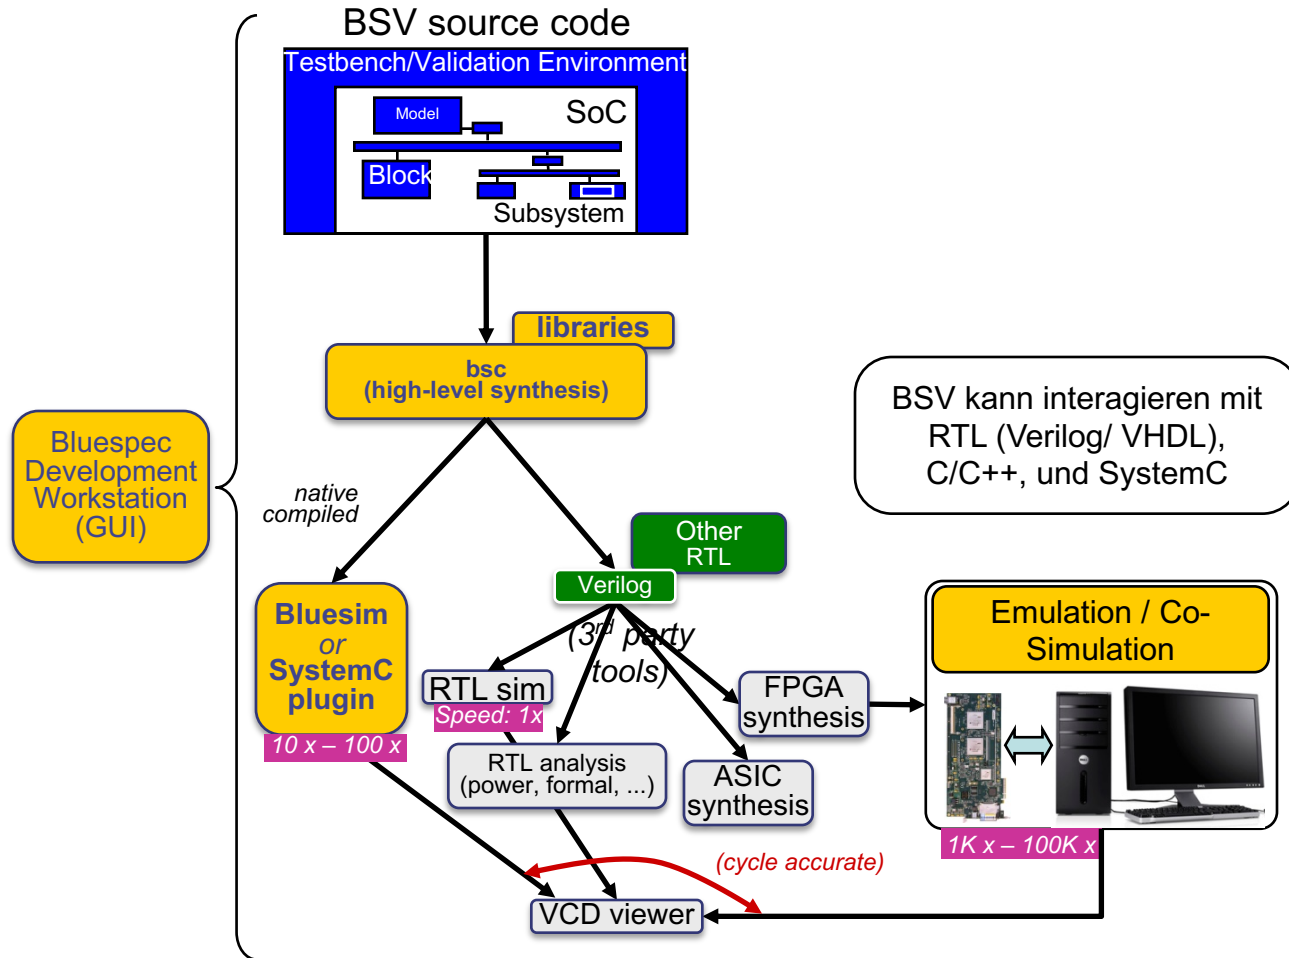 BSV source code
Testbench/Validation Environment
Model
SoC
Block
Subsystem
libraries
bsc
(high-level synthesis)
BSV kann interagieren mit
RTL (Verilog/ VHDL),
C/C++, und SystemC
Bluespec
Development
Workstation
(GUI)
native
compiled
Other
RTL
Verilog
Bluesim
or
SystemC
plugin
10 x – 100 x
(3rd party
tools)
RTL sim
Speed: 1x
RTL analysis
(power, formal, ...)
FPGA
synthesis
ASIC
synthesis
Emulation / Co-
Simulation
1K x – 100K x
(cycle accurate)
VCD viewer